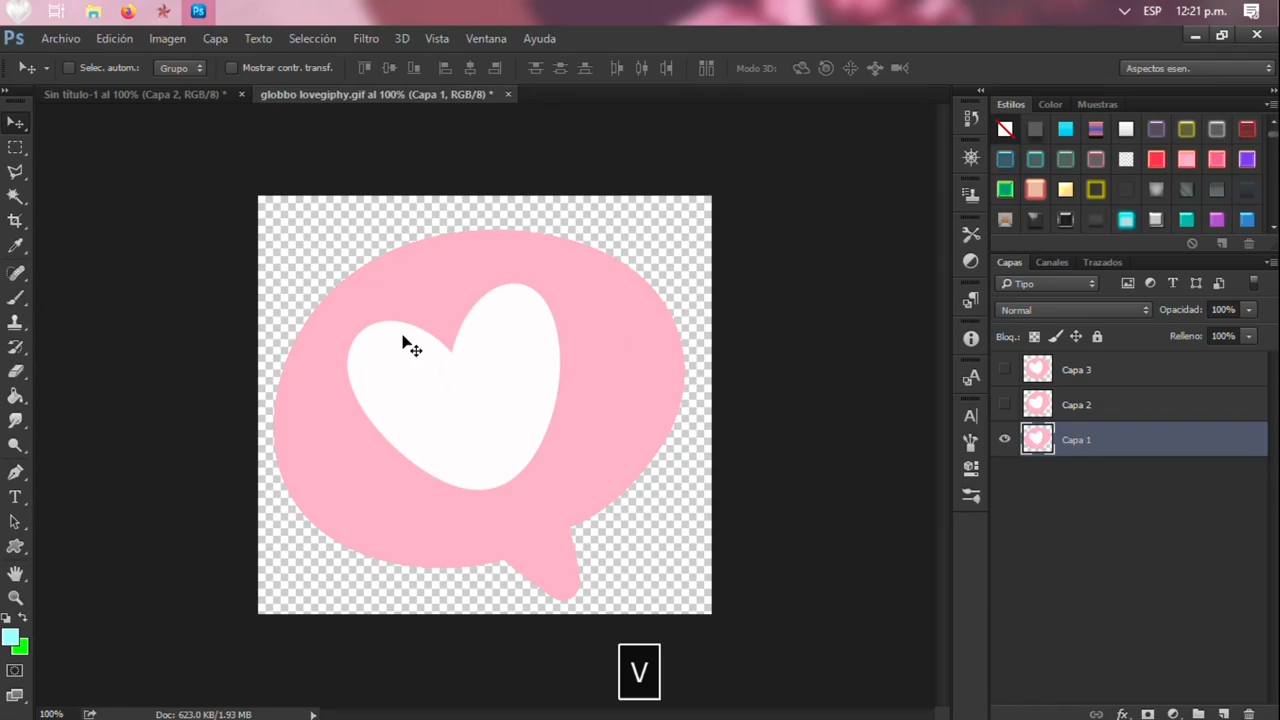 Ps
ESP 12:21 p.m.
Ps Archivo Edición Imagen Capa Texto Selección Filtro 3D Vista Ventana Ayuda
Selec. autom.: Grupo Mostrar contr. transf. Modo 3D: Aspectos esen.
Sin título-1 al 100% (Capa 2, RGB/8) * × globbo lovegiphy.gif al 100% (Capa 1, RGB/8) * ×
Estilos Color Muestras
Capas Canales Trazados
Tipo
Normal Opacidad: 100%
Bloq.: Relleno: 100%
Capa 3
Capa 2
Capa 1
V
100% Doc: 623.0 KB/1.93 MB
fx